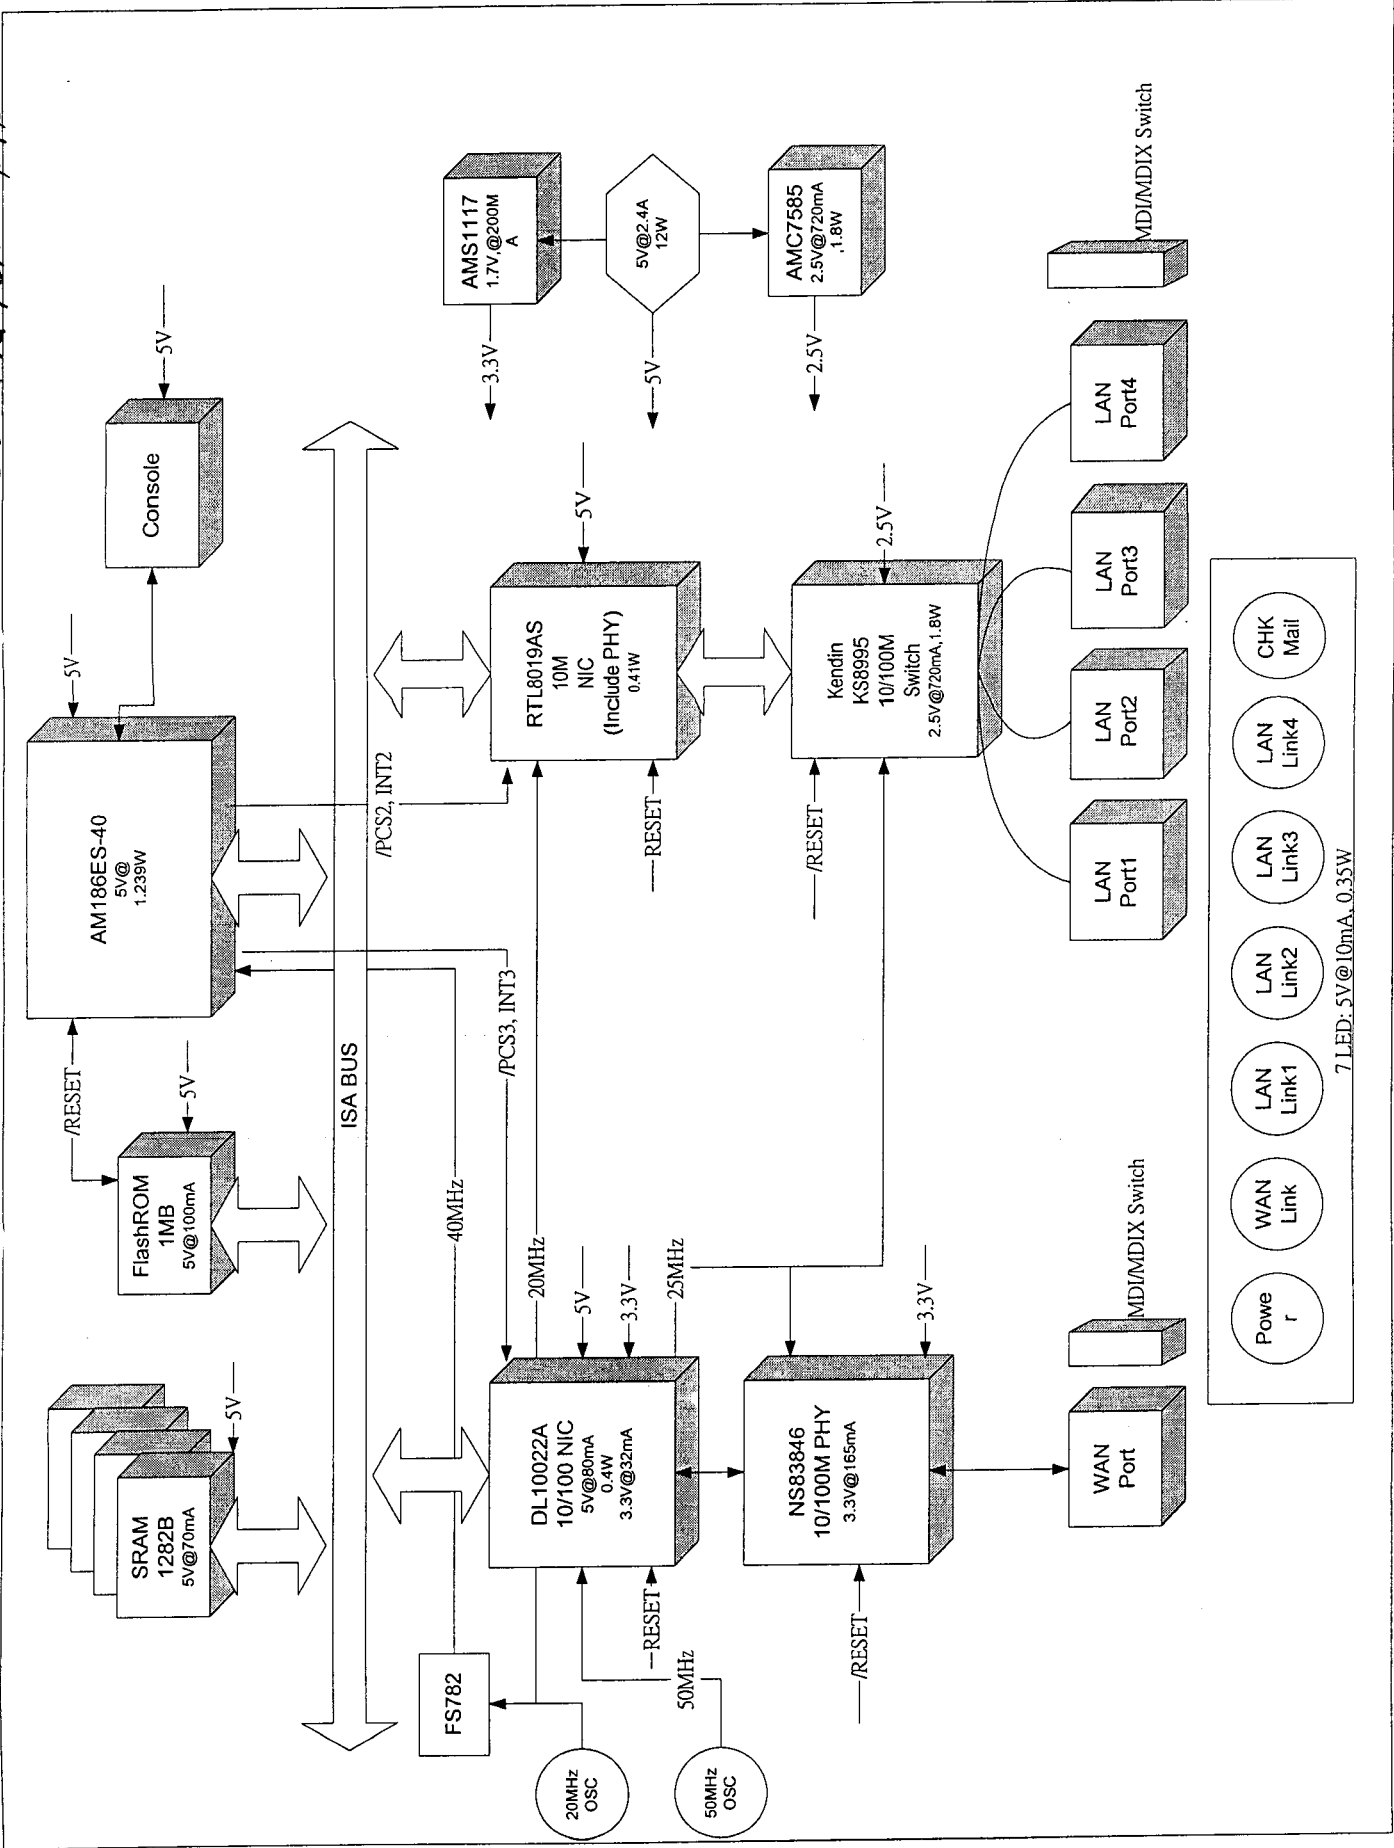 SRAM
1282B
5V@70mA
5V
FlashROM
1MB
5V@100mA
5V
/RESET
AM186ES-40
5V@
1.239W
5V
Console
5V
ISA BUS
FS782
40MHz
/PCS3, INT3
/PCS2, INT2
20MHz
OSC
50MHz
OSC
50MHz
DL10022A
10/100 NIC
5V@80mA
0.4W
3.3V@32mA
RESET
20MHz
5V
3.3V
25MHz
RTL8019AS
10M
NIC
(Include PHY)
0.41W
RESET
5V
AMS1117
1.7V,@200M
A
3.3V
5V@2.4A
12W
5V
AMC7585
2.5V@720mA
,1.8W
2.5V
NS83846
10/100M PHY
3.3V@165mA
/RESET
3.3V
Kendin
KS8995
10/100M
Switch
2.5V@720mA,1.8W
/RESET
2.5V
WAN
Port
MDI/MDIX Switch
LAN
Port1
LAN
Port2
LAN
Port3
LAN
Port4
MDI/MDIX Switch
Powe
r
WAN
Link
LAN
Link1
LAN
Link2
LAN
Link3
LAN
Link4
CHK
Mail
7 LED: 5V@10mA, 0.35W